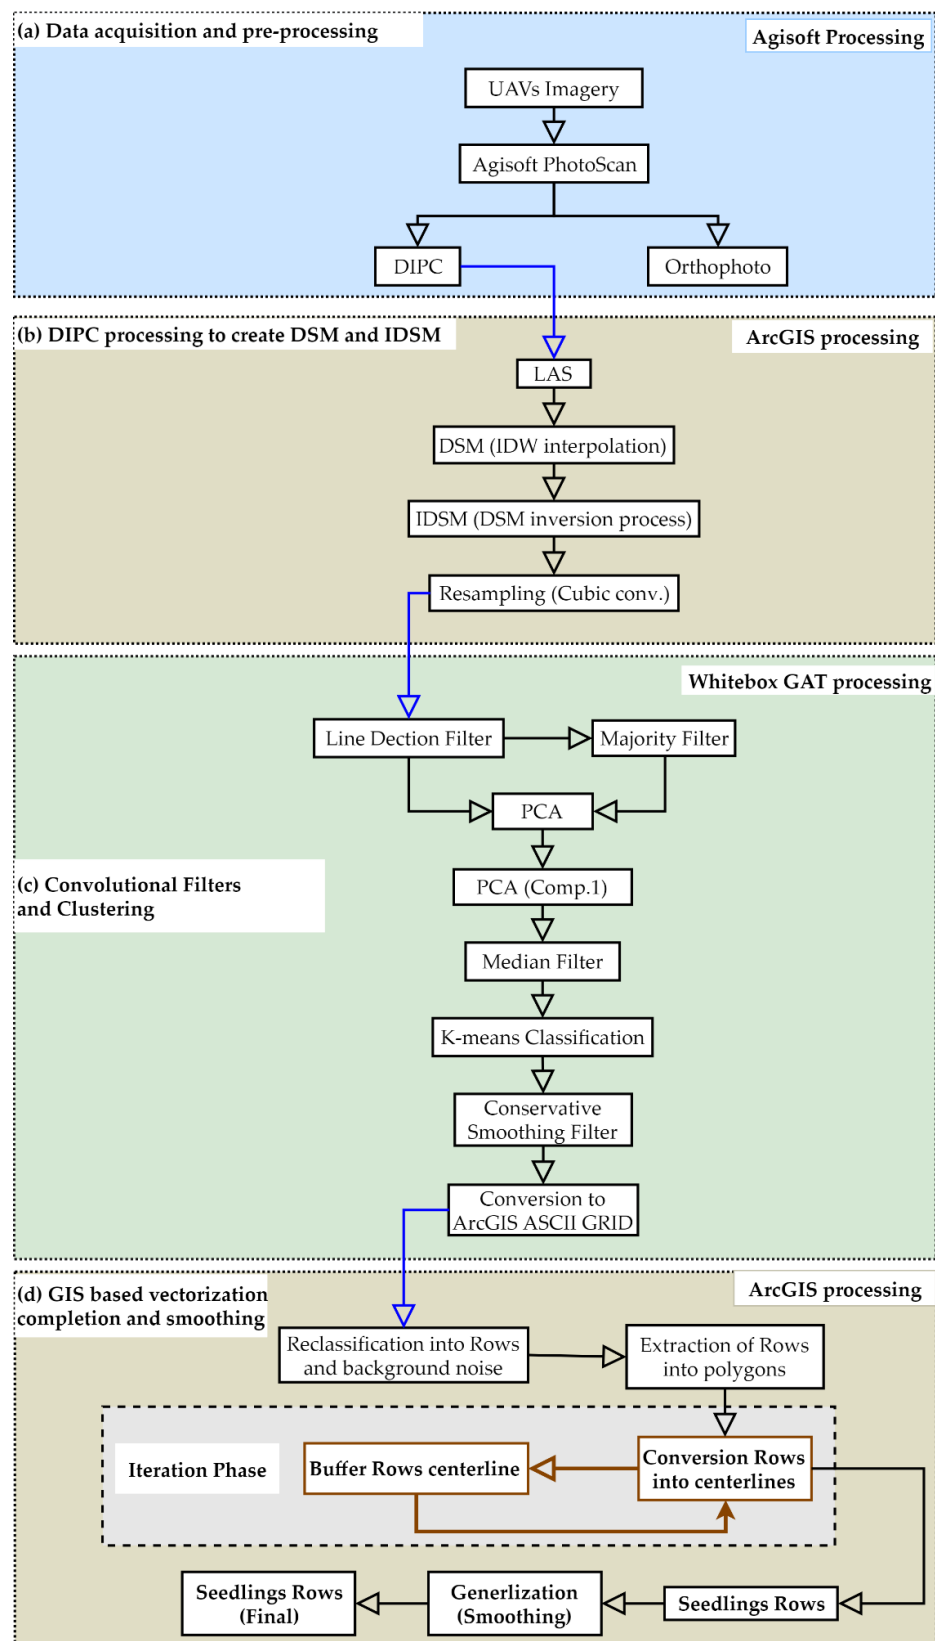 (a) Data acquisition and pre-processing
Agisoft Processing
UAVs Imagery
Agisoft PhotoScan
DIPC
Orthophoto
(b) DIPC processing to create DSM and IDSM
ArcGIS processing
LAS
DSM (IDW interpolation)
IDSM (DSM inversion process)
Resampling (Cubic conv.)
Whitebox GAT processing
Line Dection Filter
Majority Filter
PCA
(c) Convolutional Filters
and Clustering
PCA (Comp.1)
Median Filter
K-means Classification
Conservative
Smoothing Filter
Conversion to
ArcGIS ASCII GRID
(d) GIS based vectorization
completion and smoothing
ArcGIS processing
Reclassification into Rows
and background noise
Extraction of Rows
into polygons
Iteration Phase
Buffer Rows centerline
Conversion Rows
into centerlines
Seedlings Rows
(Final)
Generlization
(Smoothing)
Seedlings Rows